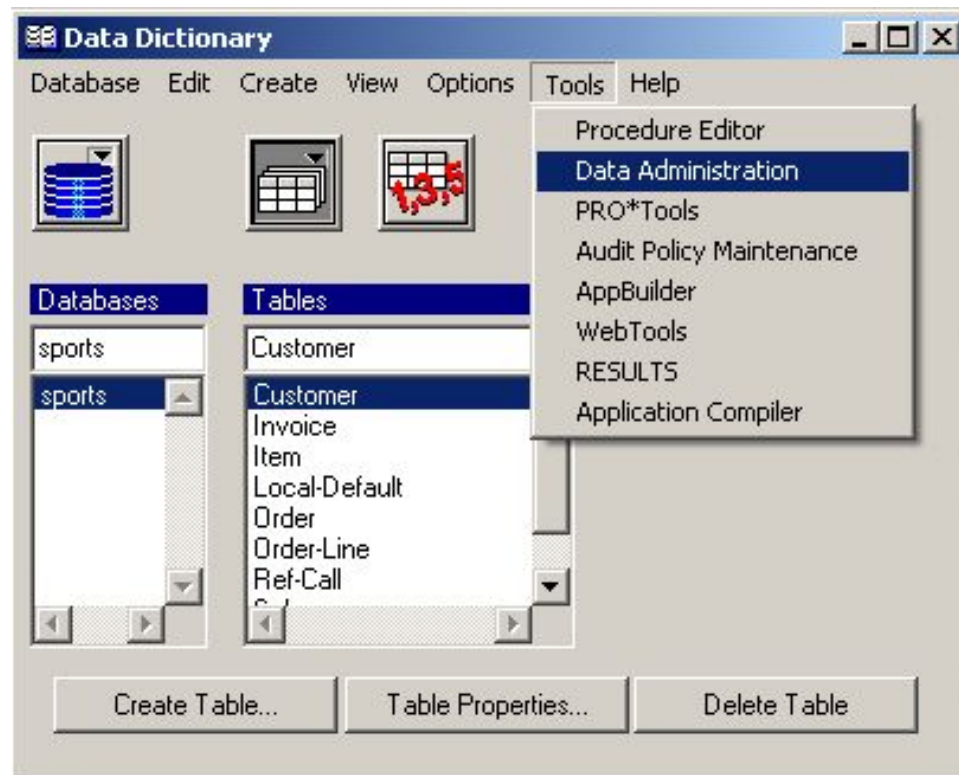 Data Dictionary
Database Edit Create View Options Tools Help
Procedure Editor
Data Administration
PRO*Tools
Audit Policy Maintenance
AppBuilder
WebTools
RESULTS
Application Compiler
1,3,5
Databases
sports
sports
Tables
Customer
Customer
Invoice
Item
Local-Default
Order
Order-Line
Ref-Call
Create Table...
Table Properties...
Delete Table